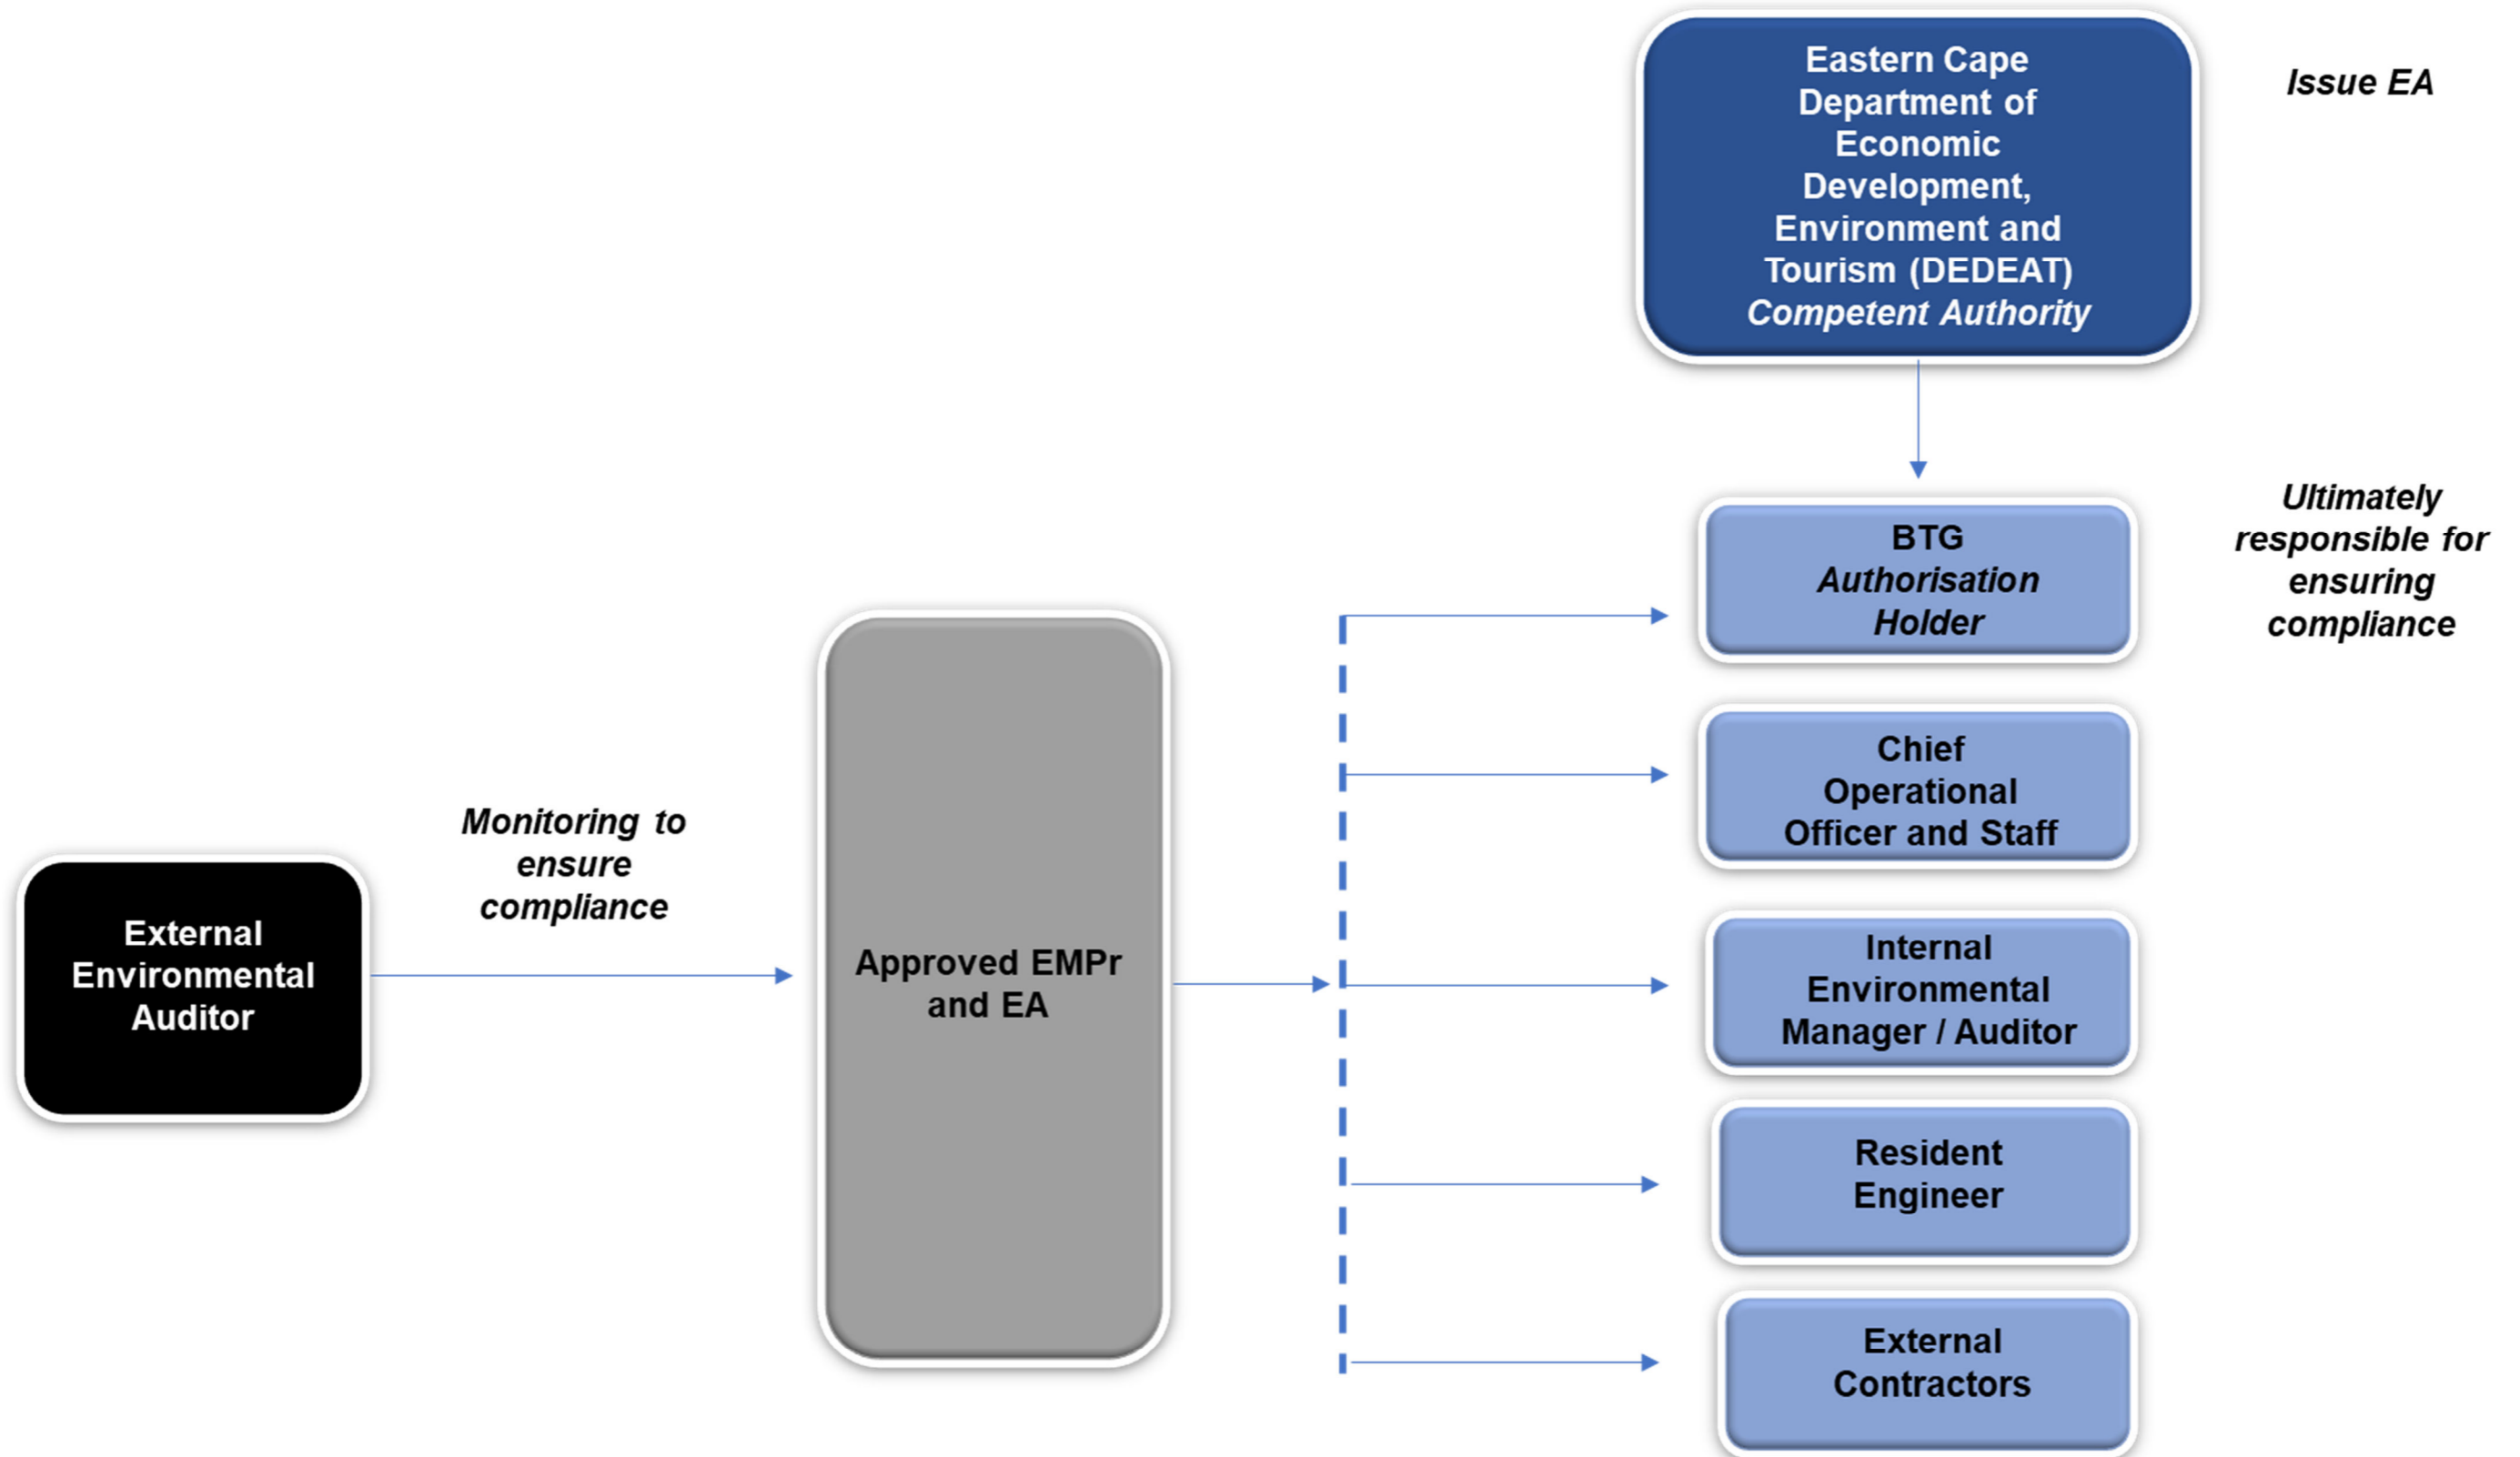 Eastern Cape
Department of
Economic
Development,
Environment and
Tourism (DEDEAT)
Competent Authority
Issue EA
BTG
Authorisation
Holder
Ultimately
responsible for
ensuring
compliance
Chief
Operational
Officer and Staff
Monitoring to
ensure
compliance
External
Environmental
Auditor
Approved EMPr
and EA
Internal
Environmental
Manager / Auditor
Resident
Engineer
External
Contractors